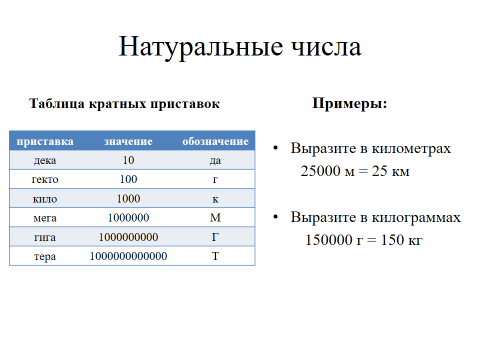 Натуральные числа
Таблица кратных приставок
приставка значение обозначение
дека 10 да
гекто 100 г
кило 1000 к
мега 1000000 М
гига 1000000000 Г
тера 1000000000000 Т
Примеры:
• Выразите в километрах
25000 м = 25 км
• Выразите в килограммах
150000 г = 150 кг